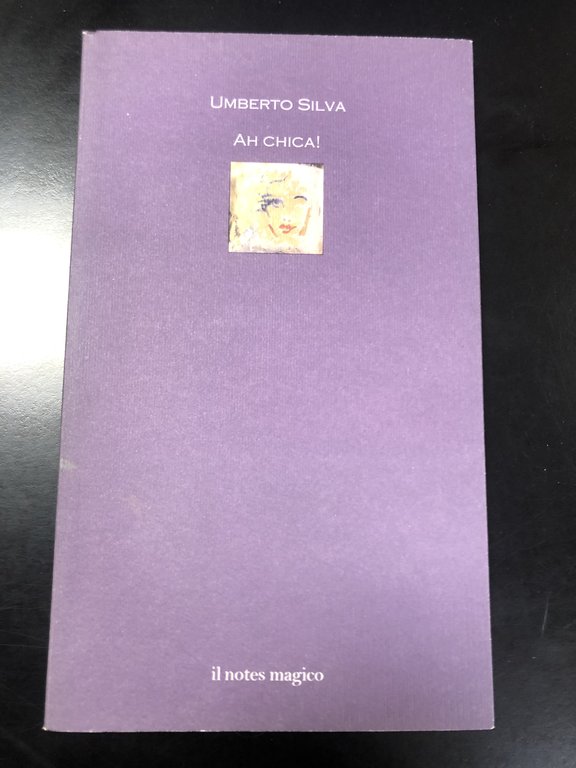 UMBERTO SILVA
AH CHICA!
il notes magico